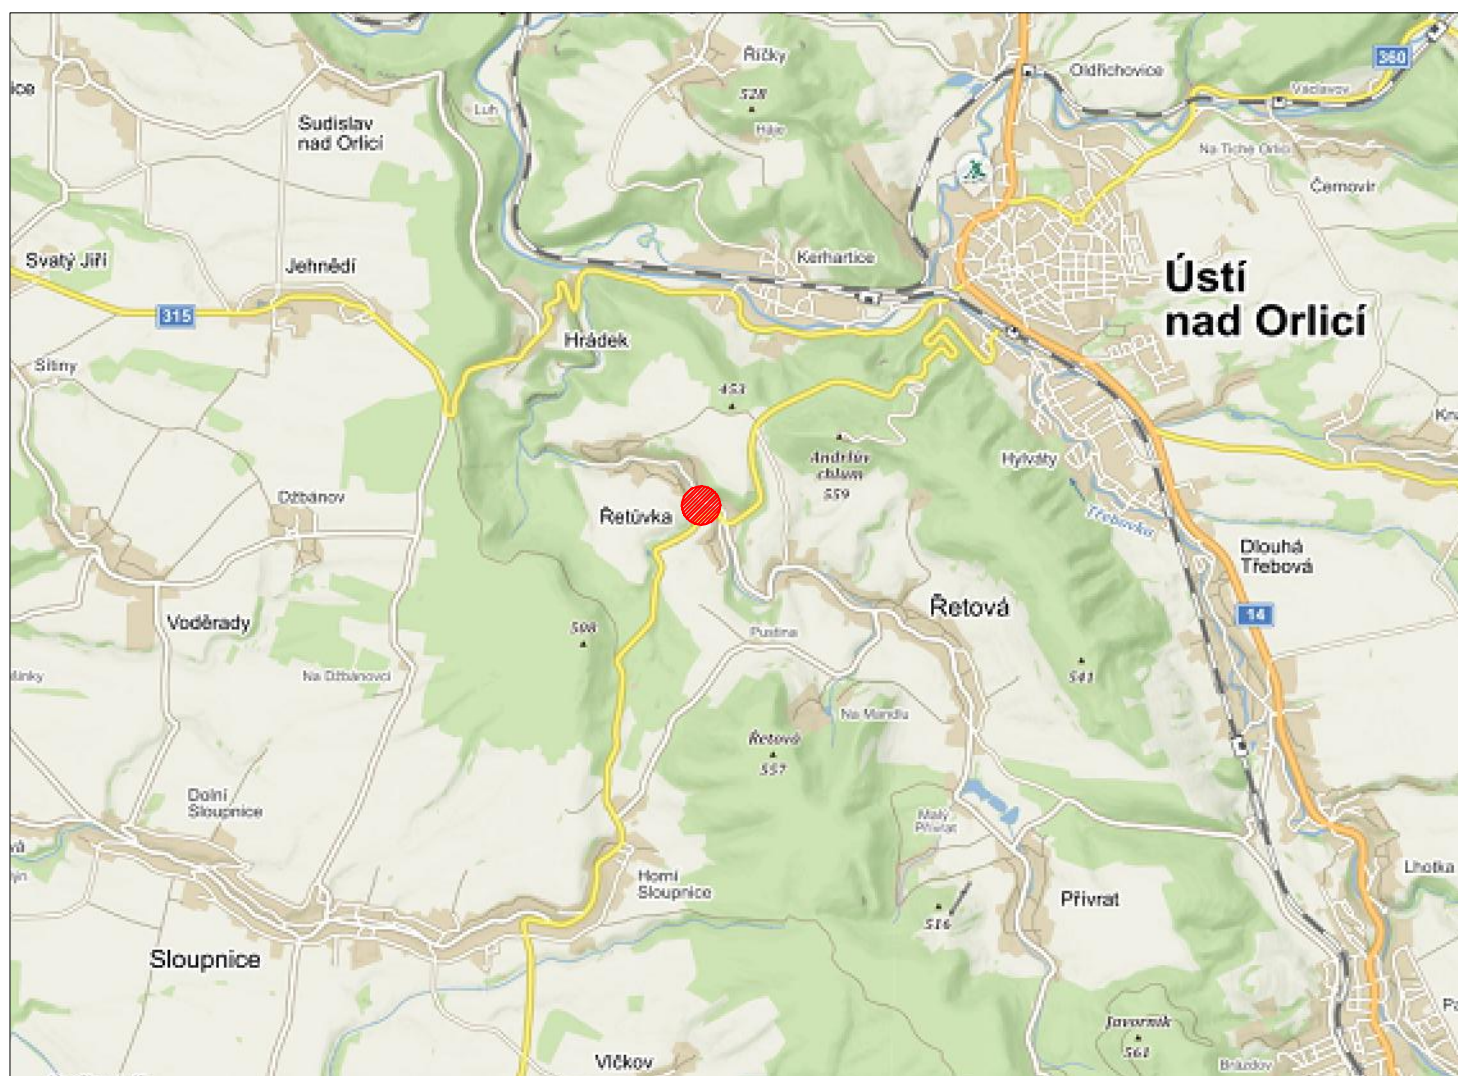 Říčky
360
Oldřichovice
528
Václavov
Luh
Háje
Sudislav
nad Orlicí
Na Tiché Orlici
Černovír
Kerhartice
Svatý Jiří
Jehnědí
Ústí
nad Orlicí
315
Hrádek
Sítiny
453
Andrlův
chlum
559
Hylváty
Džbánov
Řetůvka
Třebovka
Dlouhá
Třebová
Řetová
14
Voděrady
508
Pustina
541
Na Džbánovci
Na Mandlu
Řetová
557
Dolní
Sloupnice
Malý
Přívrat
Horní
Sloupnice
Lhotka
Přívrat
516
Sloupnice
Javorník
561
Vlčkov
Brázdov